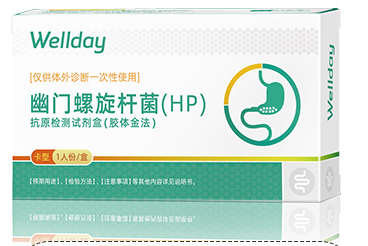 Wellday
[仅供体外诊断一次性使用]
幽门螺旋杆菌(HP)
抗原检测试剂盒(胶体金法)
卡型 1人份/盒
【预期用途】、【检验方法】、【注意事项】等其他内容详见说明书。